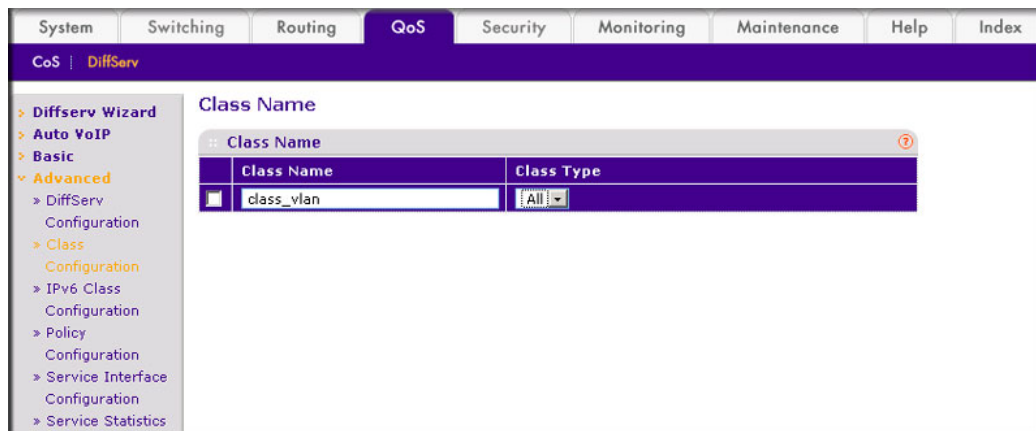 System Switching Routing QoS Security Monitoring Maintenance Help Index
CoS | DiffServ
Diffserv Wizard
Auto VoIP
Basic
Advanced
» DiffServ
Configuration
» Class
Configuration
» IPv6 Class
Configuration
» Policy
Configuration
» Service Interface
Configuration
» Service Statistics
Class Name
Class Name ?
Class Name Class Type
class_vlan All